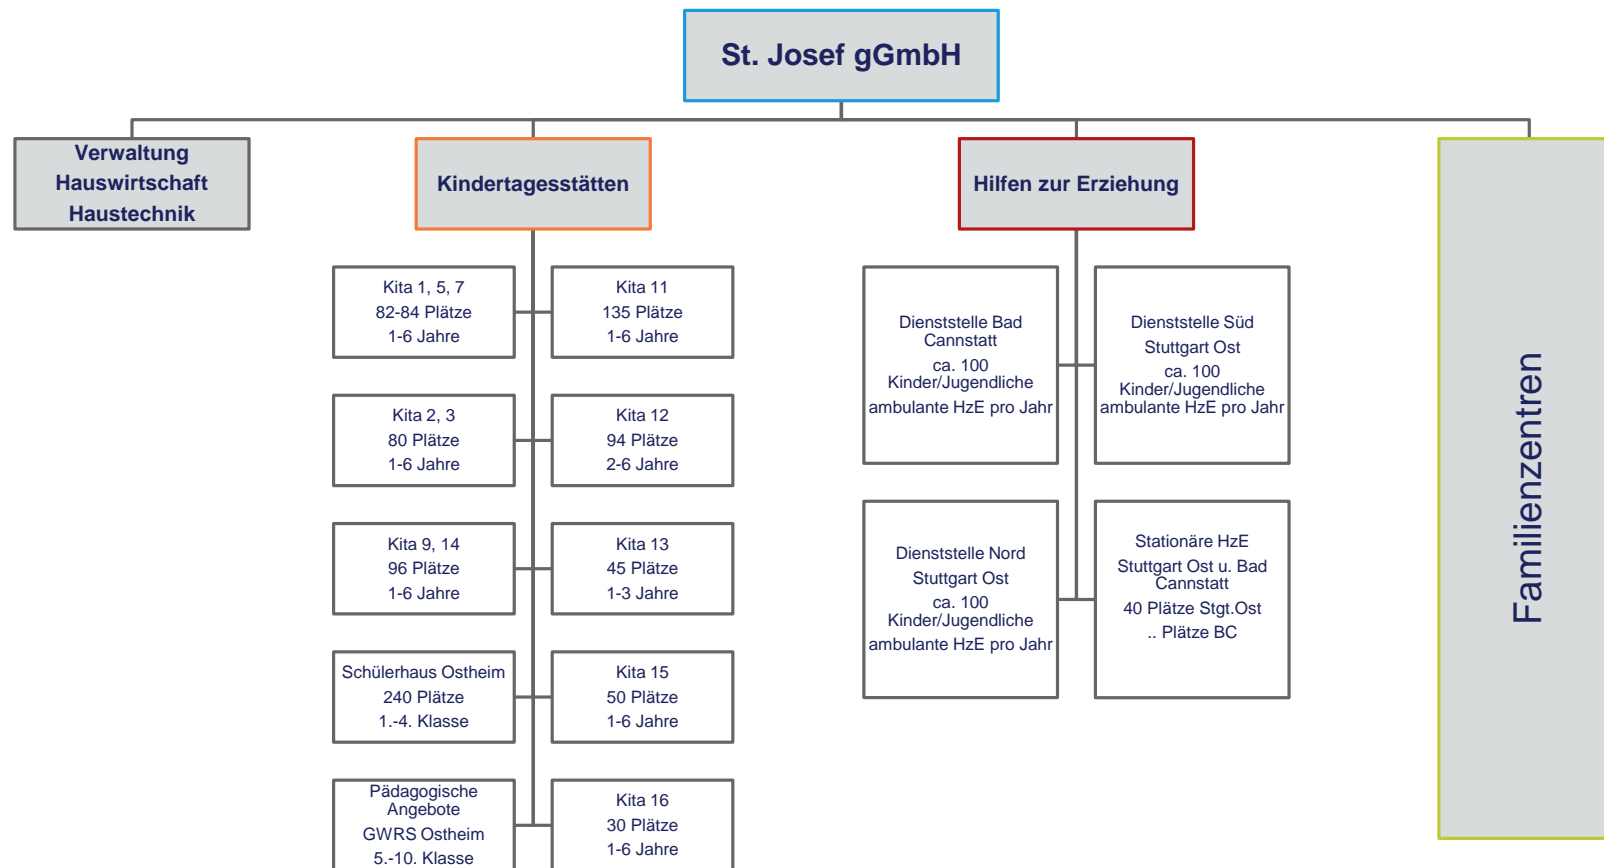 St. Josef gGmbH
Verwaltung
Hauswirtschaft
Haustechnik
Kindertagesstätten
Hilfen zur Erziehung
Familienzentren
Kita 1, 5, 7
82-84 Plätze
1-6 Jahre
Kita 11
135 Plätze
1-6 Jahre
Kita 2, 3
80 Plätze
1-6 Jahre
Kita 12
94 Plätze
2-6 Jahre
Kita 9, 14
96 Plätze
1-6 Jahre
Kita 13
45 Plätze
1-3 Jahre
Schülerhaus Ostheim
240 Plätze
1.-4. Klasse
Kita 15
50 Plätze
1-6 Jahre
Pädagogische
Angebote
GWRS Ostheim
5.-10. Klasse
Kita 16
30 Plätze
1-6 Jahre
Dienststelle Bad
Cannstatt
ca. 100
Kinder/Jugendliche
ambulante HzE pro Jahr
Dienststelle Süd
Stuttgart Ost
ca. 100
Kinder/Jugendliche
ambulante HzE pro Jahr
Dienststelle Nord
Stuttgart Ost
ca. 100
Kinder/Jugendliche
ambulante HzE pro Jahr
Stationäre HzE
Stuttgart Ost u. Bad
Cannstatt
40 Plätze Stgt.Ost
.. Plätze BC